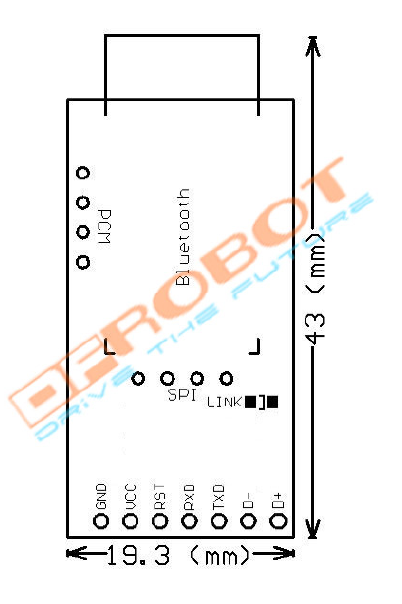 PCM
Bluetooth
DFROBOT
DRIVE THE FUTURE
43 (mm)
SPI
LINK
GND VCC RST RXD TXD D- D+
19.3 (mm)